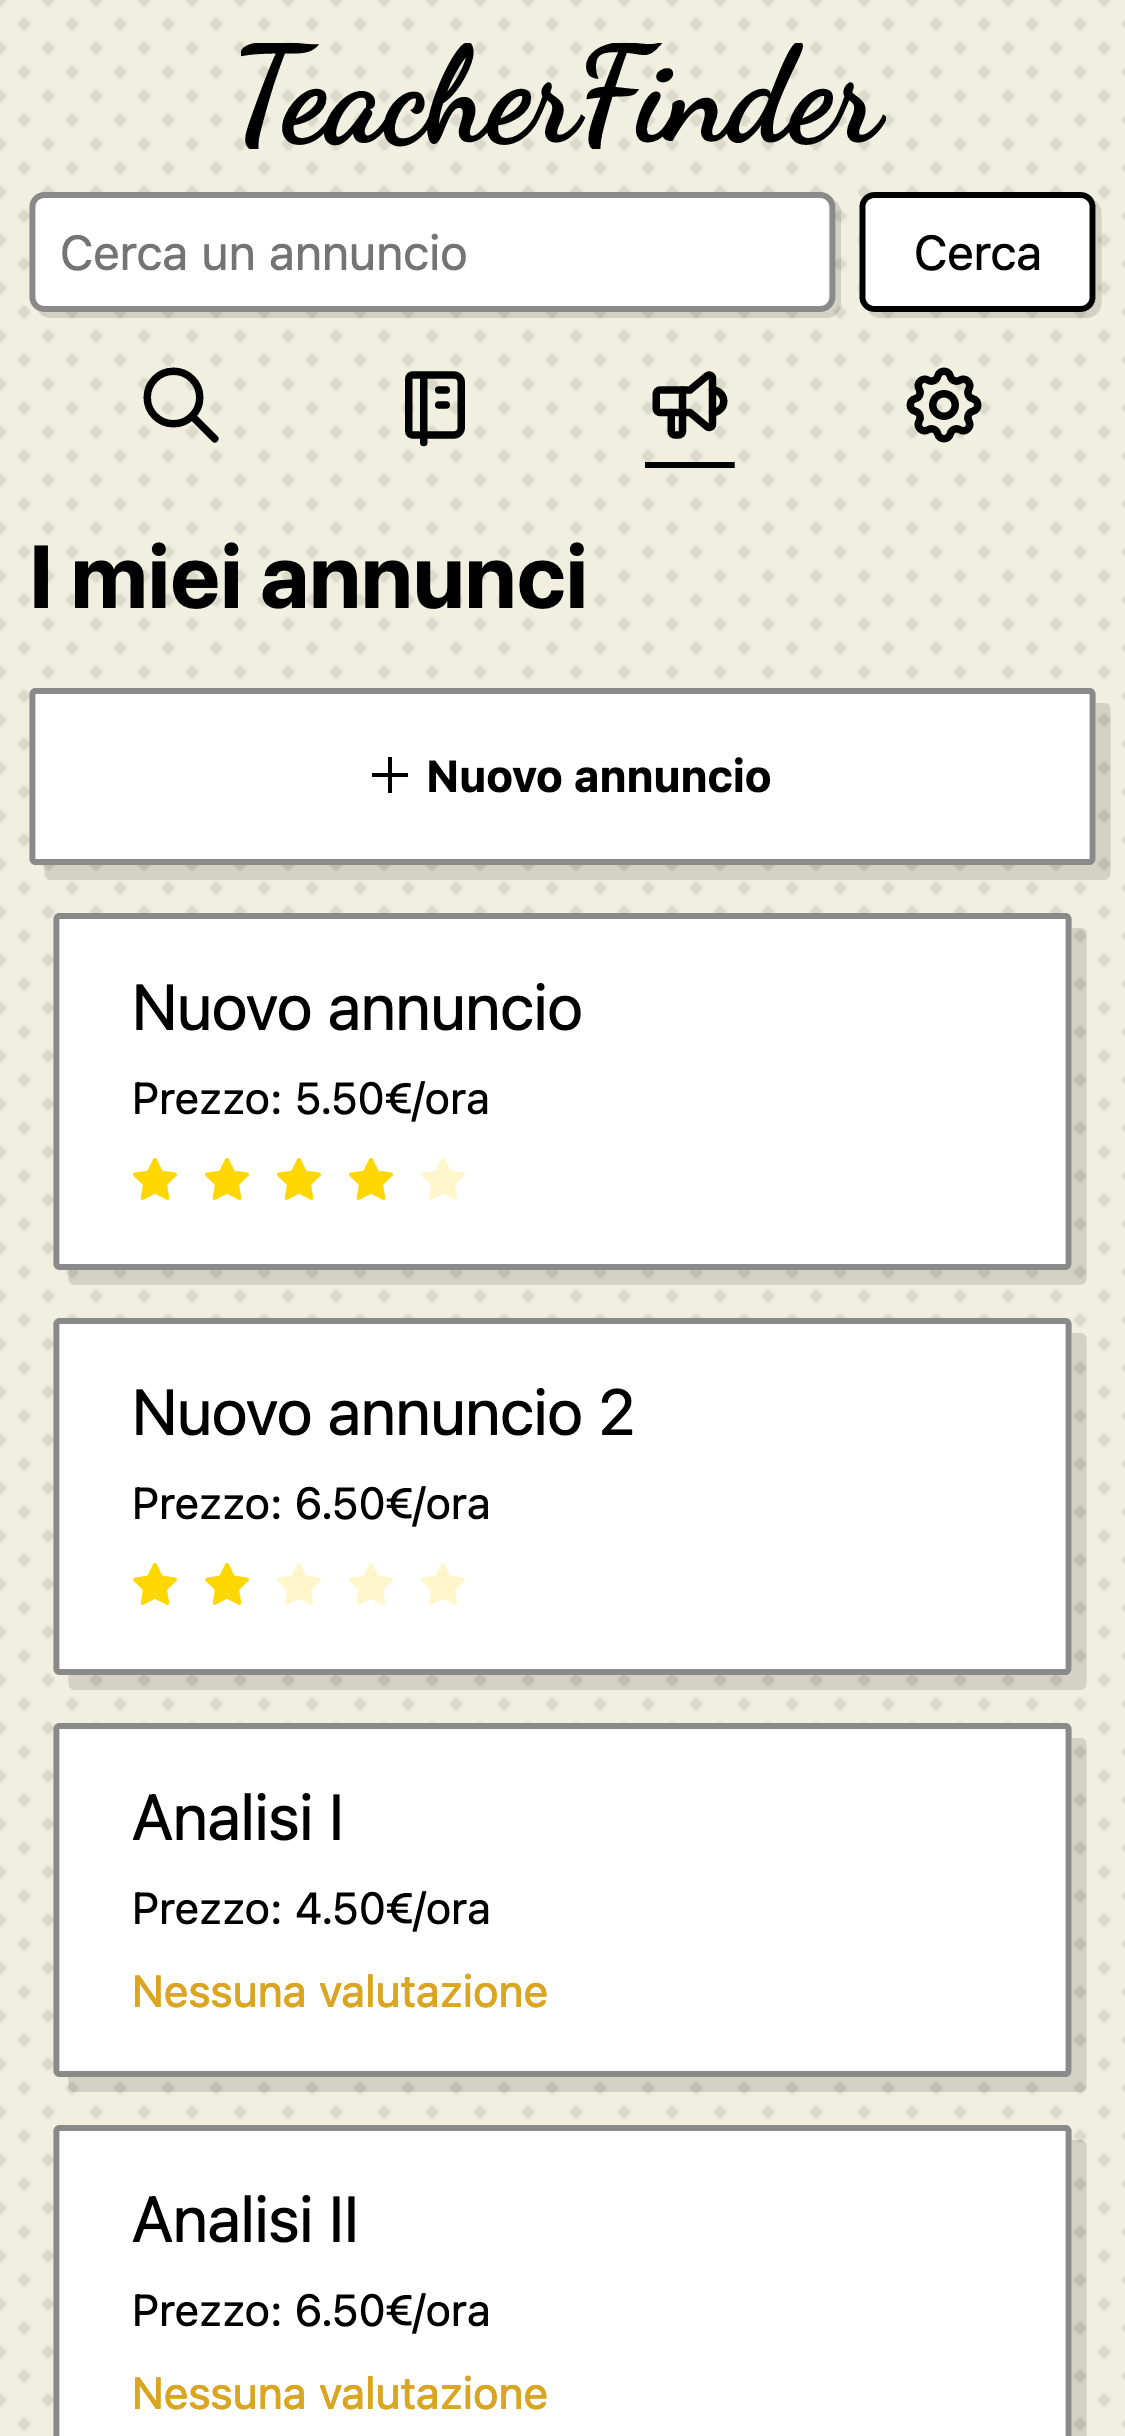 TeacherFinder
Cerca un annuncio
Cerca
I miei annunci
Nuovo annuncio
Nuovo annuncio
Prezzo: 5.50€/ora
Nuovo annuncio 2
Prezzo: 6.50€/ora
Analisi I
Prezzo: 4.50€/ora
Nessuna valutazione
Analisi II
Prezzo: 6.50€/ora
Nessuna valutazione